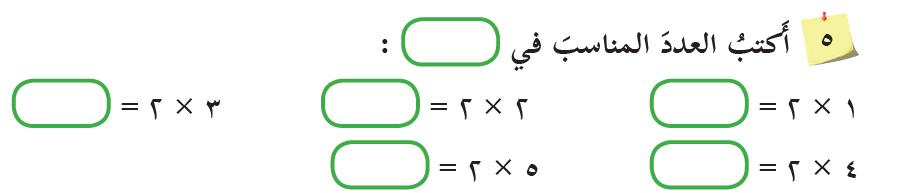 ٥ أَكتبُ العددَ المناسبَ في :
١ × ٢ = ٢ × ٢ = ٣ × ٢ =
٤ × ٢ = ٥ × ٢ =